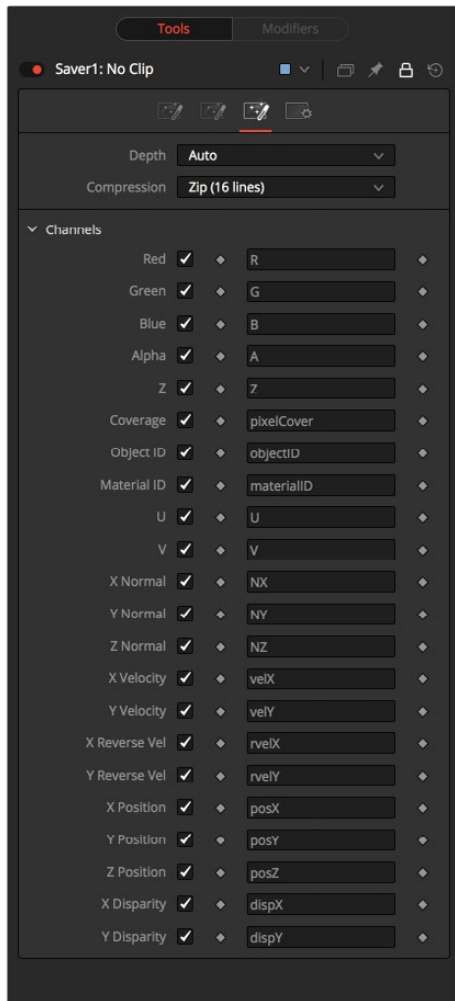 Tools Modifiers
Saver1: No Clip
Depth Auto
Compression Zip (16 lines)
Channels
Red R
Green G
Blue B
Alpha A
Z Z
Coverage pixelCover
Object ID objectID
Material ID materialID
U U
V V
X Normal NX
Y Normal NY
Z Normal NZ
X Velocity velX
Y Velocity velY
X Reverse Vel rvelX
Y Reverse Vel rvelY
X Position posX
Y Position posY
Z Position posZ
X Disparity dispX
Y Disparity dispY